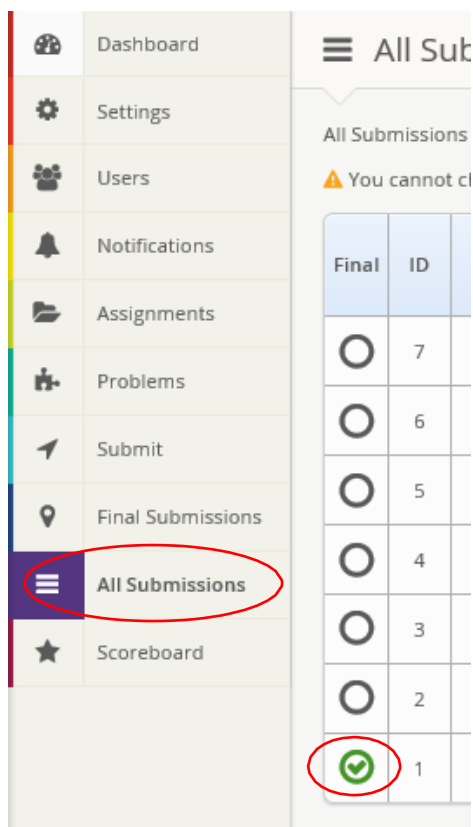 Dashboard
Settings
Users
Notifications
Assignments
Problems
Submit
Final Submissions
All Submissions
Scoreboard
All Sub
All Submissions
You cannot cl
Final ID
7
6
5
4
3
2
1